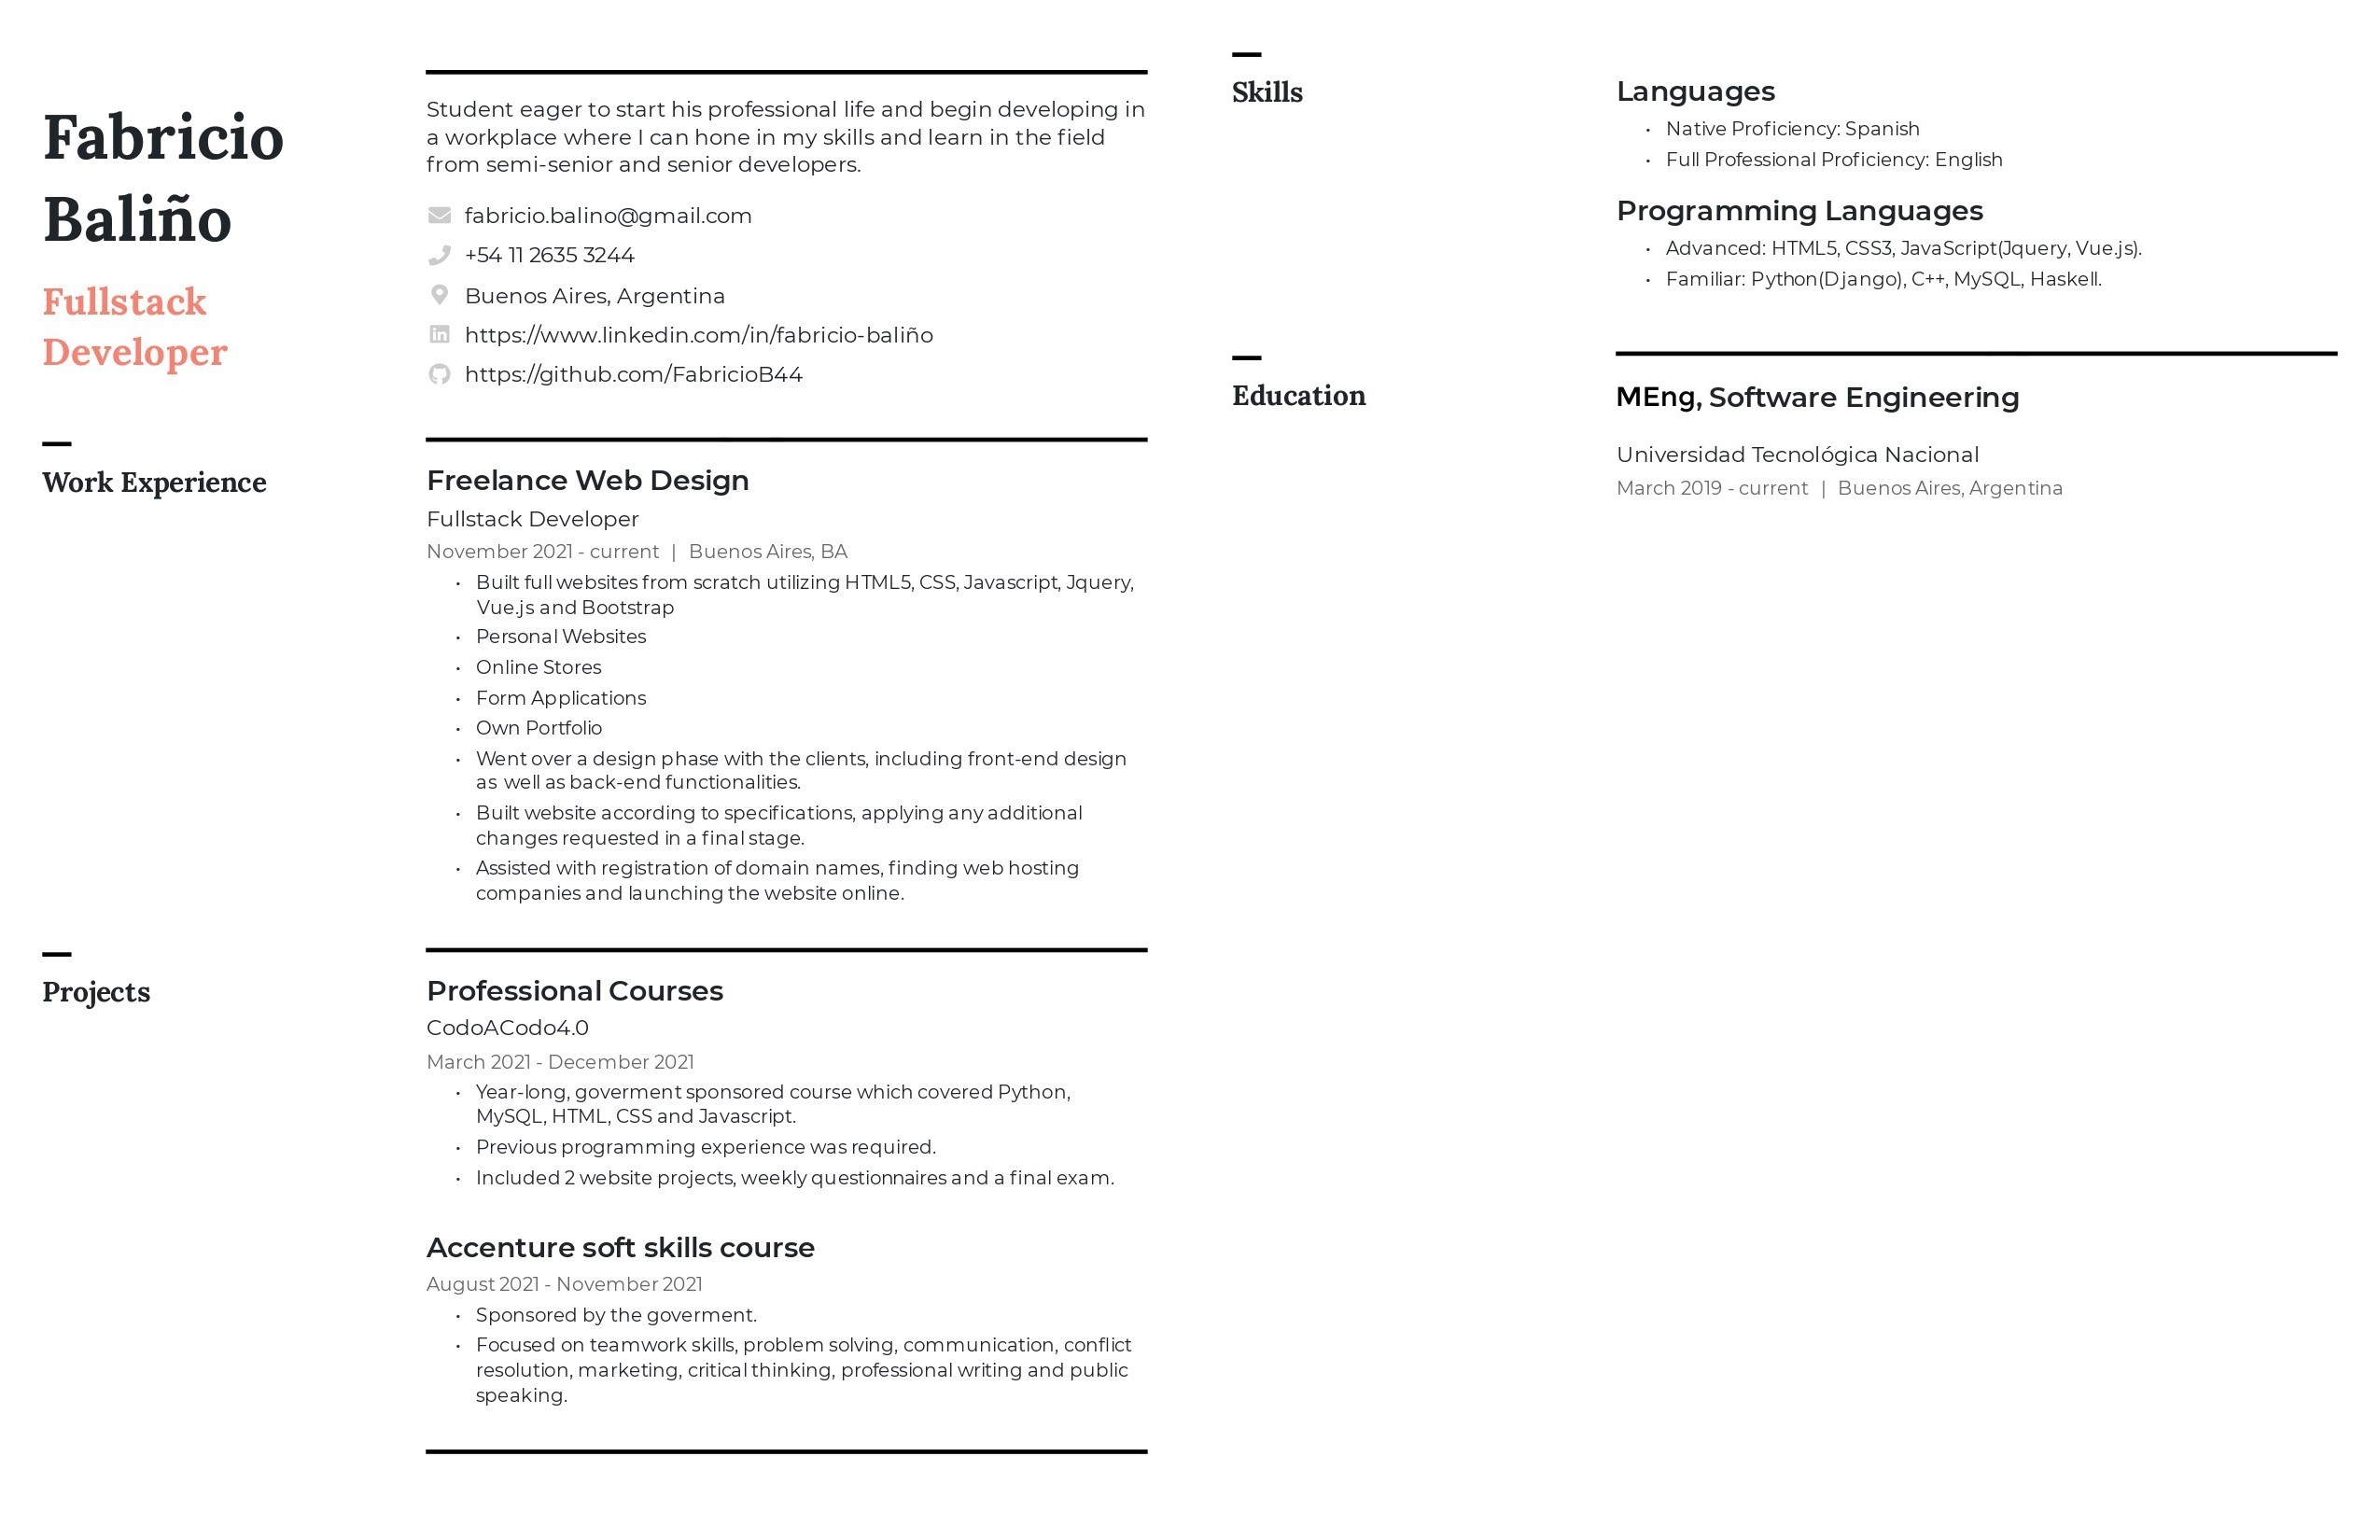 Fabricio
Baliño
Fullstack
Developer
Student eager to start his professional life and begin developing in
a workplace where I can hone in my skills and learn in the field
from semi-senior and senior developers.
fabricio.balino@gmail.com
+54 11 2635 3244
Buenos Aires, Argentina
https://www.linkedin.com/in/fabricio-baliño
https://github.com/FabricioB44
Work Experience
Freelance Web Design
Fullstack Developer
November 2021 - current | Buenos Aires, BA
• Built full websites from scratch utilizing HTML5, CSS, Javascript, Jquery,
Vue.js and Bootstrap
• Personal Websites
• Online Stores
• Form Applications
• Own Portfolio
• Went over a design phase with the clients, including front-end design
as well as back-end functionalities.
• Built website according to specifications, applying any additional
changes requested in a final stage.
• Assisted with registration of domain names, finding web hosting
companies and launching the website online.
Projects
Professional Courses
CodoACodo4.0
March 2021 - December 2021
• Year-long, goverment sponsored course which covered Python,
MySQL, HTML, CSS and Javascript.
• Previous programming experience was required.
• Included 2 website projects, weekly questionnaires and a final exam.
Accenture soft skills course
August 2021 - November 2021
• Sponsored by the goverment.
• Focused on teamwork skills, problem solving, communication, conflict
resolution, marketing, critical thinking, professional writing and public
speaking.
Skills
Languages
• Native Proficiency: Spanish
• Full Professional Proficiency: English
Programming Languages
• Advanced: HTML5, CSS3, JavaScript(Jquery, Vue.js).
• Familiar: Python(Django), C++, MySQL, Haskell.
Education
MEng, Software Engineering
Universidad Tecnológica Nacional
March 2019 - current | Buenos Aires, Argentina